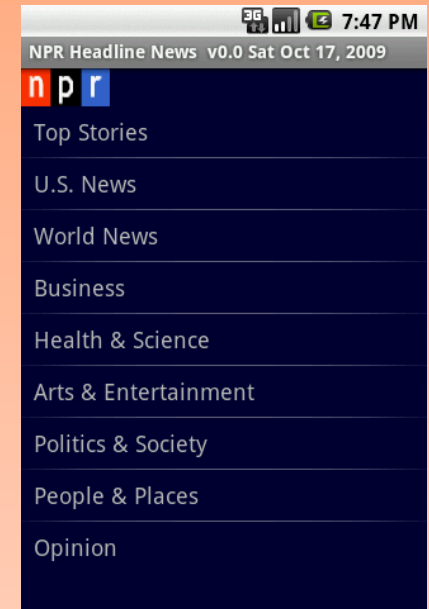 3G 7:47 PM
NPR Headline News v0.0 Sat Oct 17, 2009
n p r
Top Stories
U.S. News
World News
Business
Health & Science
Arts & Entertainment
Politics & Society
People & Places
Opinion